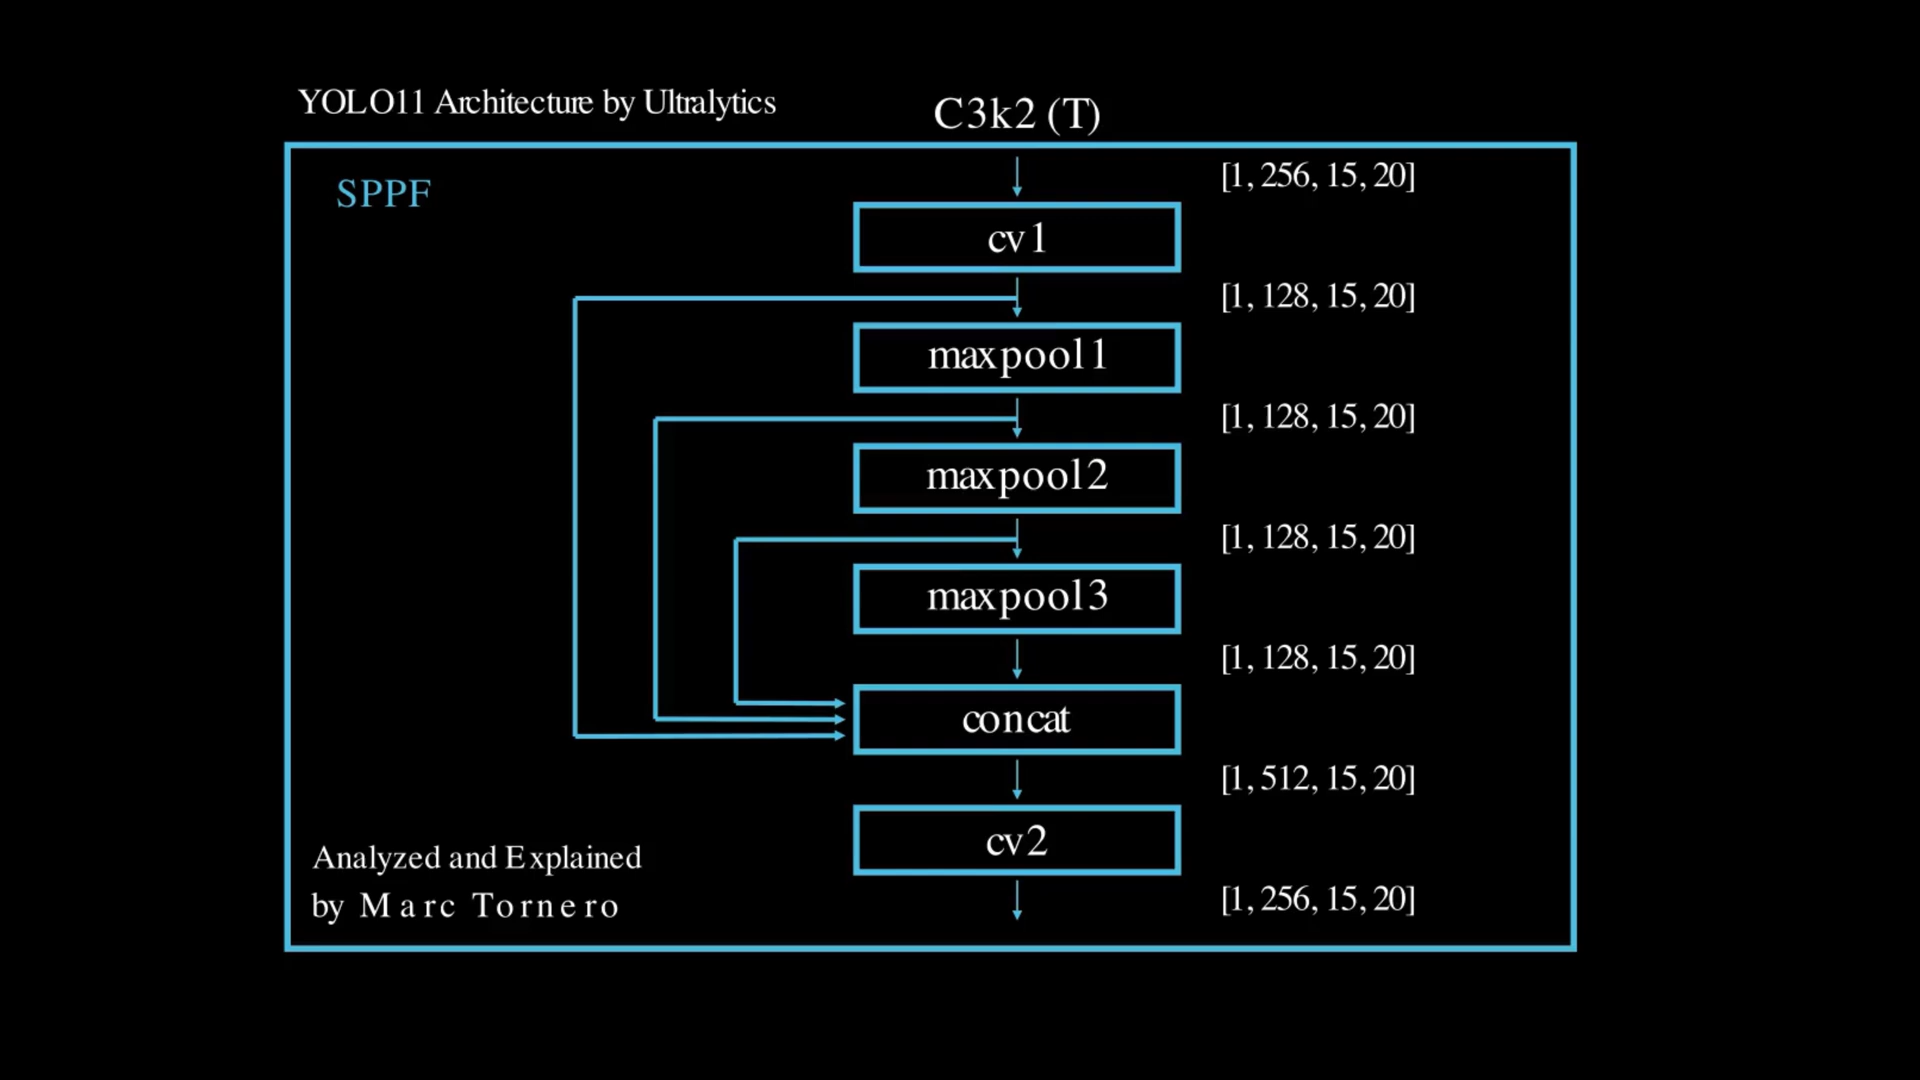 YOLO11 Architecture by Ultralytics
C3k2 (T)
SPPF
[1, 256, 15, 20]
cv1
[1, 128, 15, 20]
maxpool1
[1, 128, 15, 20]
maxpool2
[1, 128, 15, 20]
maxpool3
[1, 128, 15, 20]
concat
[1, 512, 15, 20]
cv2
[1, 256, 15, 20]
Analyzed and Explained
by Marc Tornero